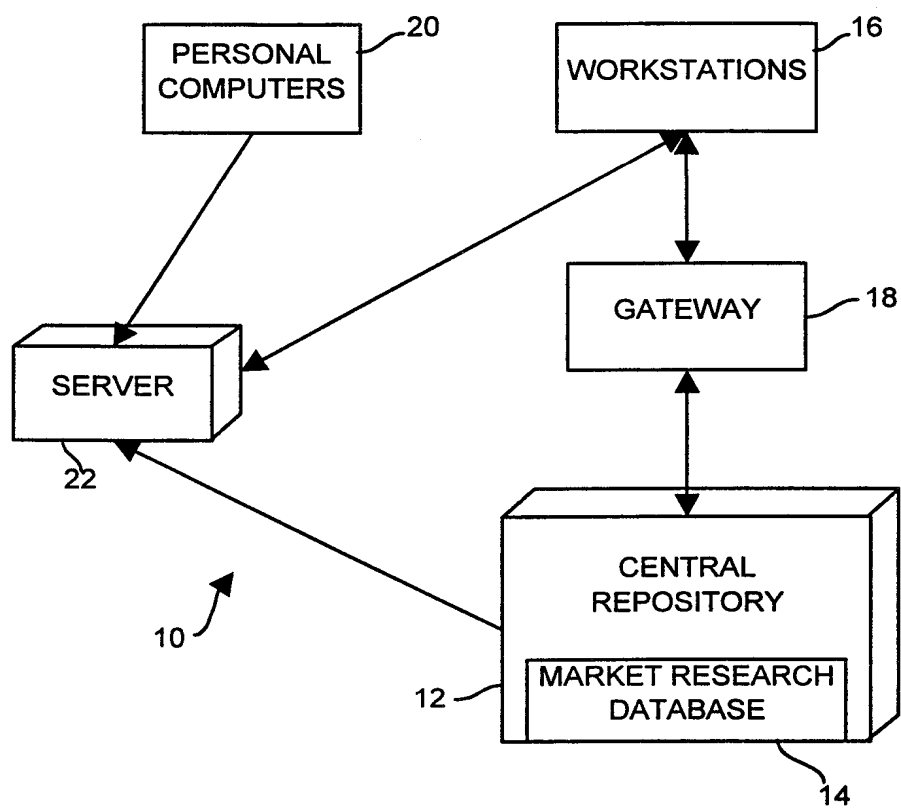 20
PERSONAL
COMPUTERS
16
WORKSTATIONS
GATEWAY
18
SERVER
22
CENTRAL
REPOSITORY
10
12
MARKET RESEARCH
DATABASE
14